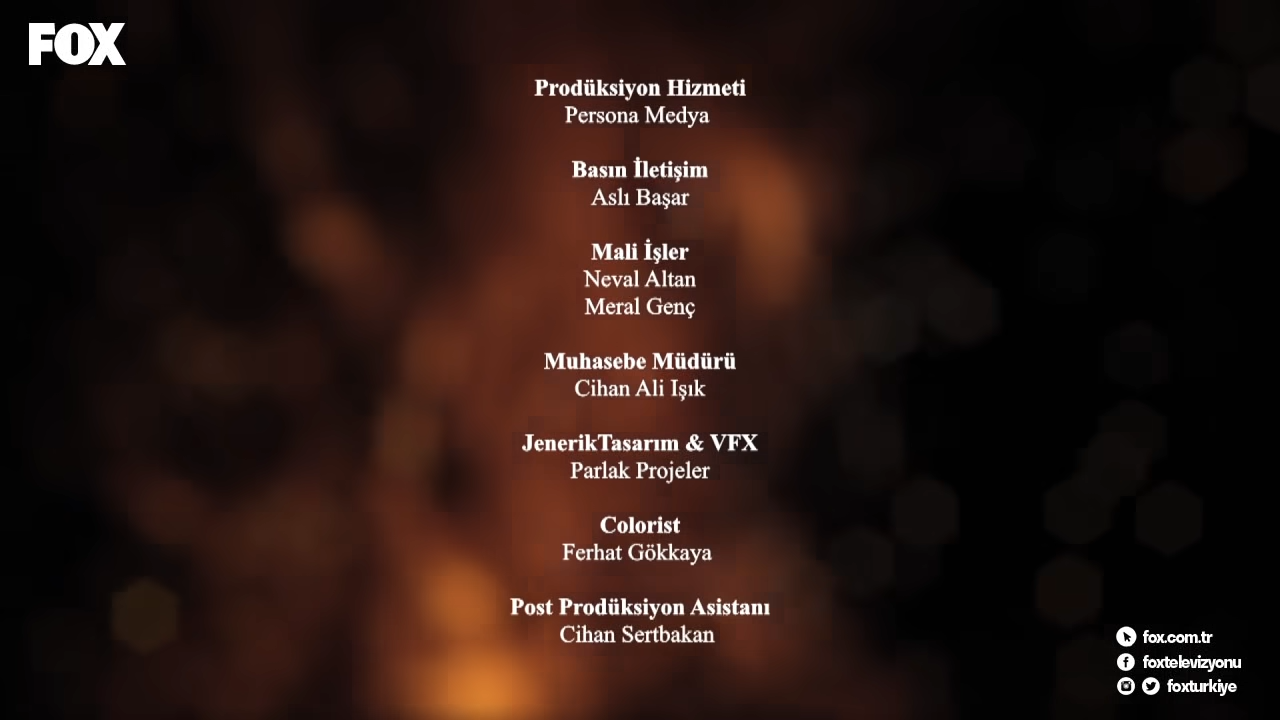 FOX
Prodüksiyon Hizmeti
Persona Medya
Basın İletişim
Aslı Başar
Mali İşler
Neval Altan
Meral Genç
Muhasebe Müdürü
Cihan Ali Işık
JenerikTasarım & VFX
Parlak Projeler
Colorist
Ferhat Gökkaya
Post Prodüksiyon Asistanı
Cihan Sertbakan
fox.com.tr
foxtelevizyonu
foxturkiye